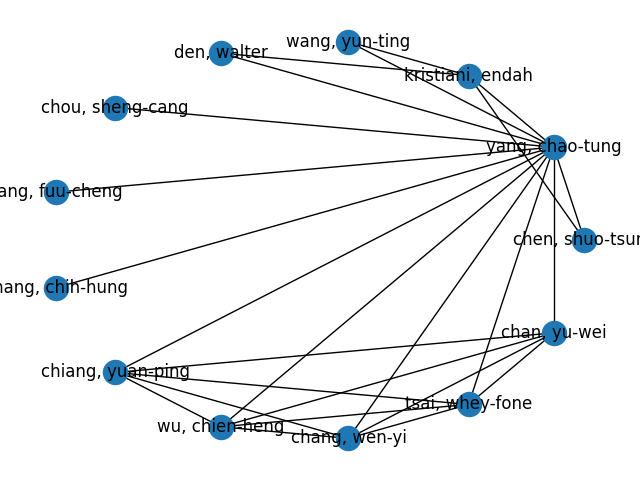 wang, yun-ting
den, walter
kristiani, endah
chou, sheng-cang
yang, chao-tung
ang, fuu-cheng
chen, shuo-tsun
hang, chih-hung
chan, yu-wei
chiang, yuan-ping
tsai, whey-fone
wu, chien-heng
chang, wen-yi